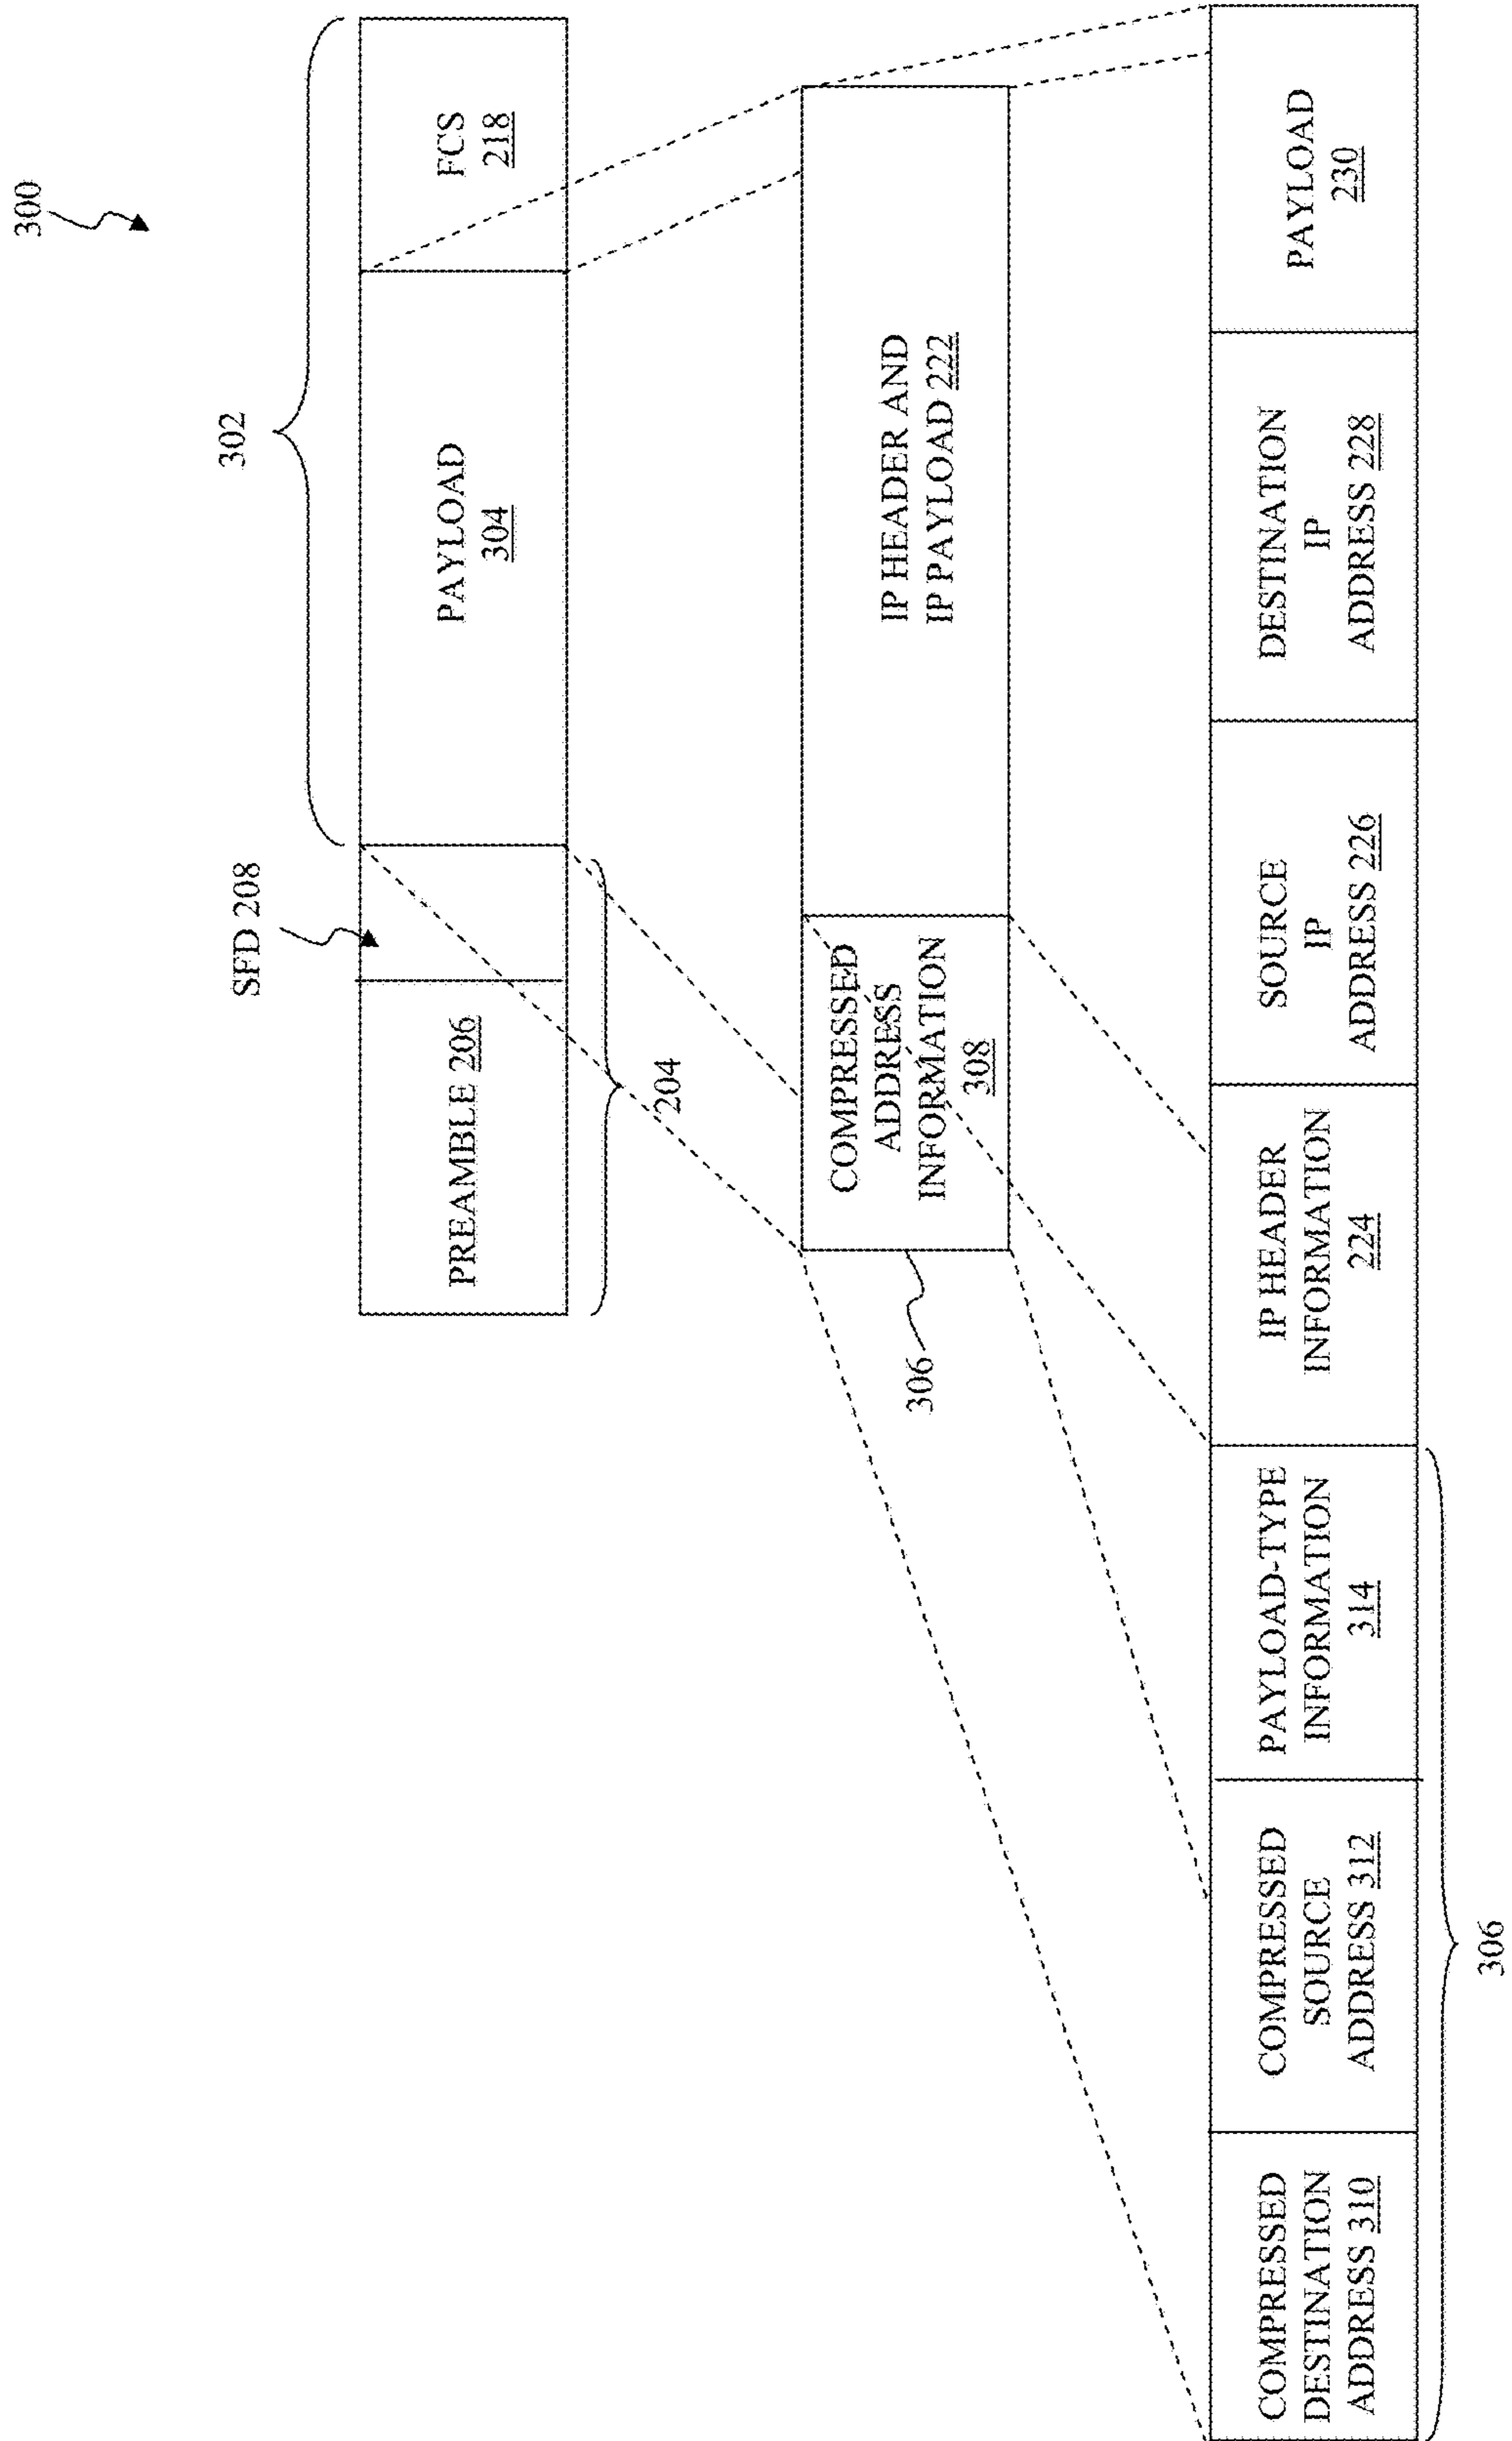 300
302
SFD 208
PREAMBLE 206
PAYLOAD
304
FCS
218
204
COMPRESSED
ADDRESS
INFORMATION
308
IP HEADER AND
IP PAYLOAD 222
306
COMPRESSED
DESTINATION
ADDRESS 310
COMPRESSED
SOURCE
ADDRESS 312
PAYLOAD-TYPE
INFORMATION
314
IP HEADER
INFORMATION
224
SOURCE
IP
ADDRESS 226
DESTINATION
IP
ADDRESS 228
PAYLOAD
230
306